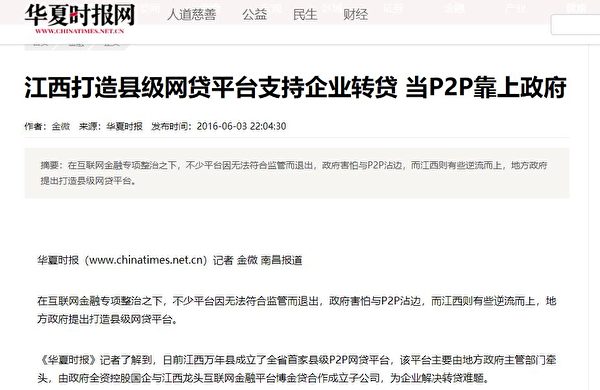 华夏时报网
WWW.CHINATIMES.NET.CN
人道慈善 公益 民生 财经
江西打造县级网贷平台支持企业转贷 当P2P靠上政府
作者：金微 来源：华夏时报 发布时间：2016-06-03 22:04:30
摘要：在互联网金融专项整治之下，不少平台因无法符合监管而退出，政府害怕与P2P沾边，而江西则有些逆流而上，地方政府
提出打造县级网贷平台。
华夏时报（www.chinatimes.net.cn）记者 金微 南昌报道
在互联网金融专项整治之下，不少平台因无法符合监管而退出，政府害怕与P2P沾边，而江西则有些逆流而上，地
方政府提出打造县级网贷平台。
《华夏时报》记者了解到，日前江西万年县成立了全省首家县级P2P网贷平台，该平台主要由地方政府主管部门牵
头，由政府全资控股国企与江西龙头互联网金融平台博金贷合作成立子公司，为企业解决转贷难题。